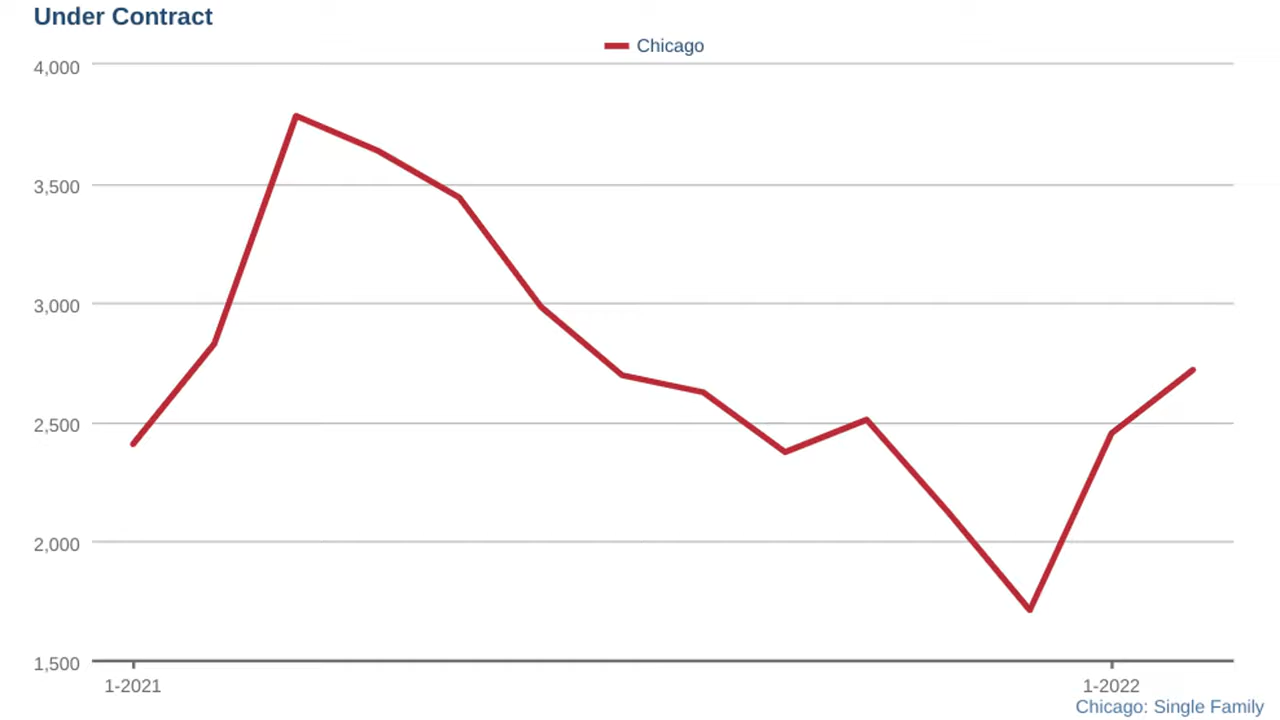 Under Contract
Chicago
4,000
3,500
3,000
2,500
2,000
1,500
1-2021
1-2022
Chicago: Single Family